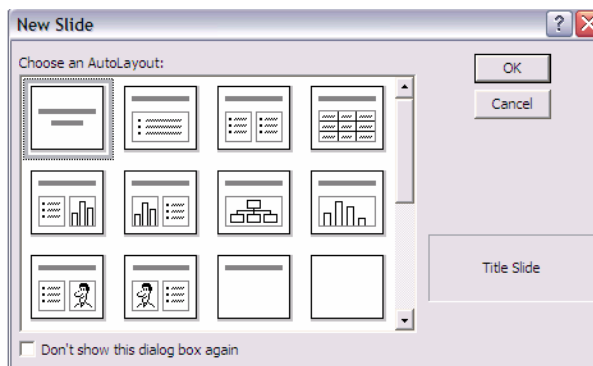 New Slide
Choose an AutoLayout:
OK
Cancel
Title Slide
Don't show this dialog box again